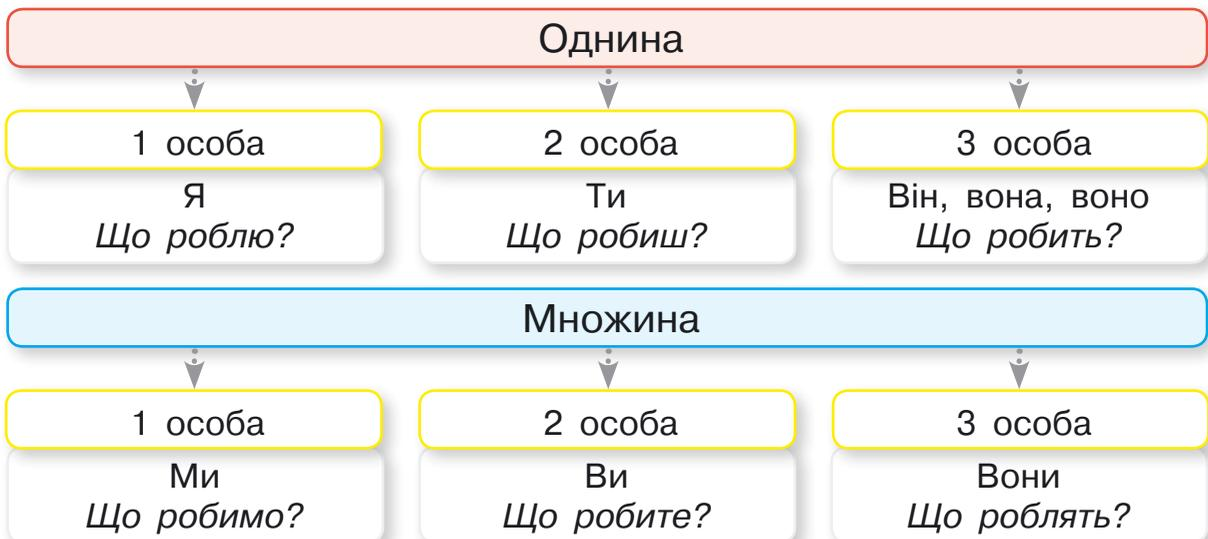 Однина
1 особа
2 особа
3 особа
Я
Що роблю?
Ти
Що робиш?
Він, вона, воно
Що робить?
Множина
1 особа
2 особа
3 особа
Ми
Що робимо?
Ви
Що робите?
Вони
Що роблять?